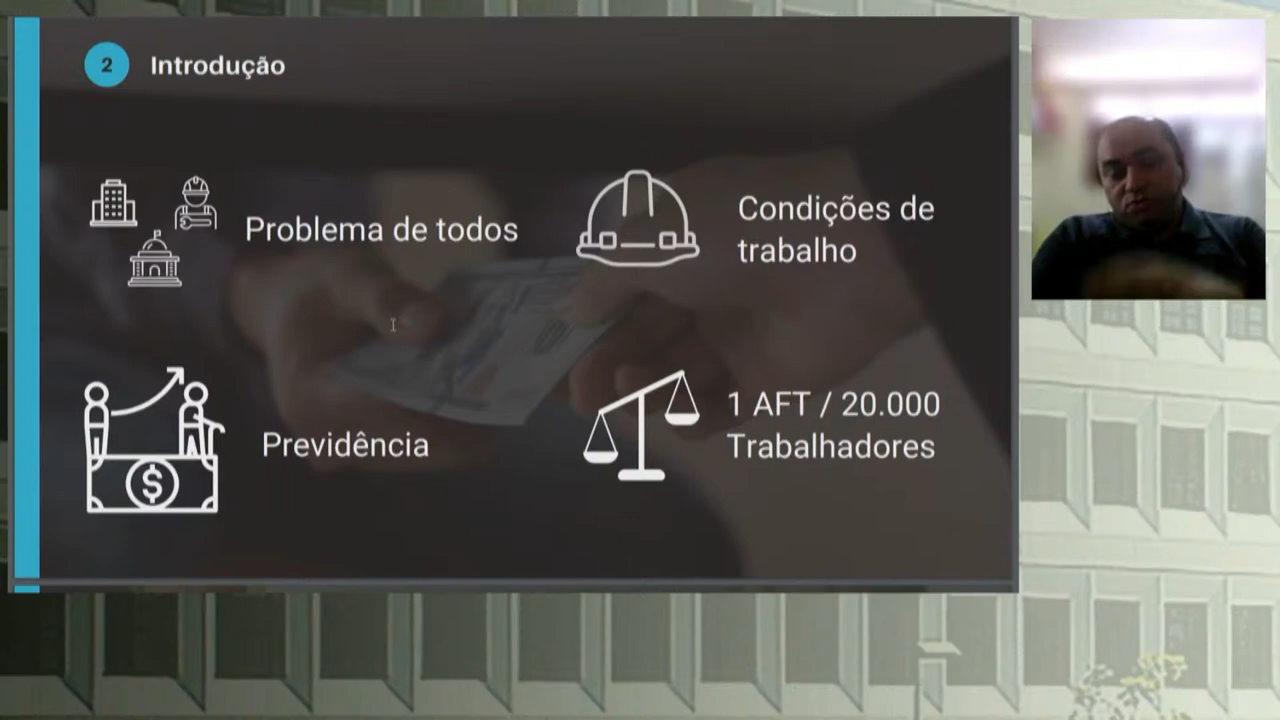 2
Introdução
Problema de todos
Condições de
trabalho
$
Previdência
1 AFT / 20.000
Trabalhadores